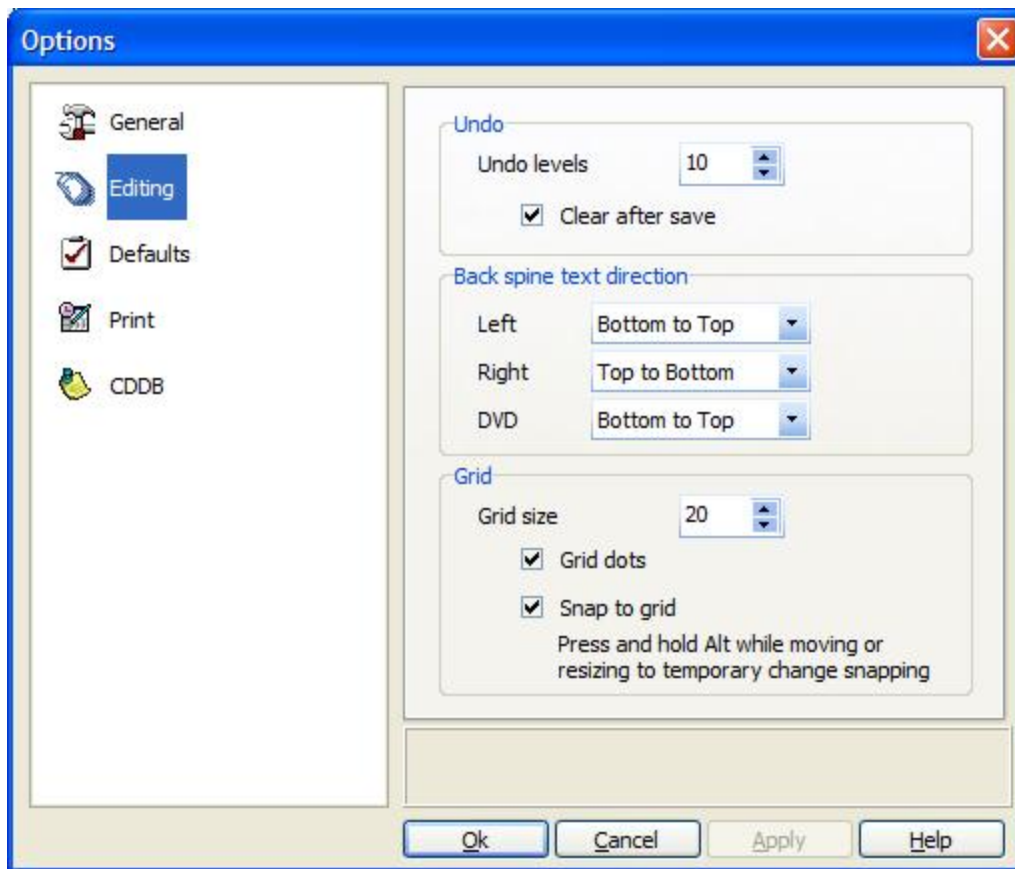 Options
General
Editing
Defaults
Print
CDDB
Undo
Undo levels 10
Clear after save
Back spine text direction
Left Bottom to Top
Right Top to Bottom
DVD Bottom to Top
Grid
Grid size 20
Grid dots
Snap to grid
Press and hold Alt while moving or
resizing to temporary change snapping
Ok Cancel Apply Help